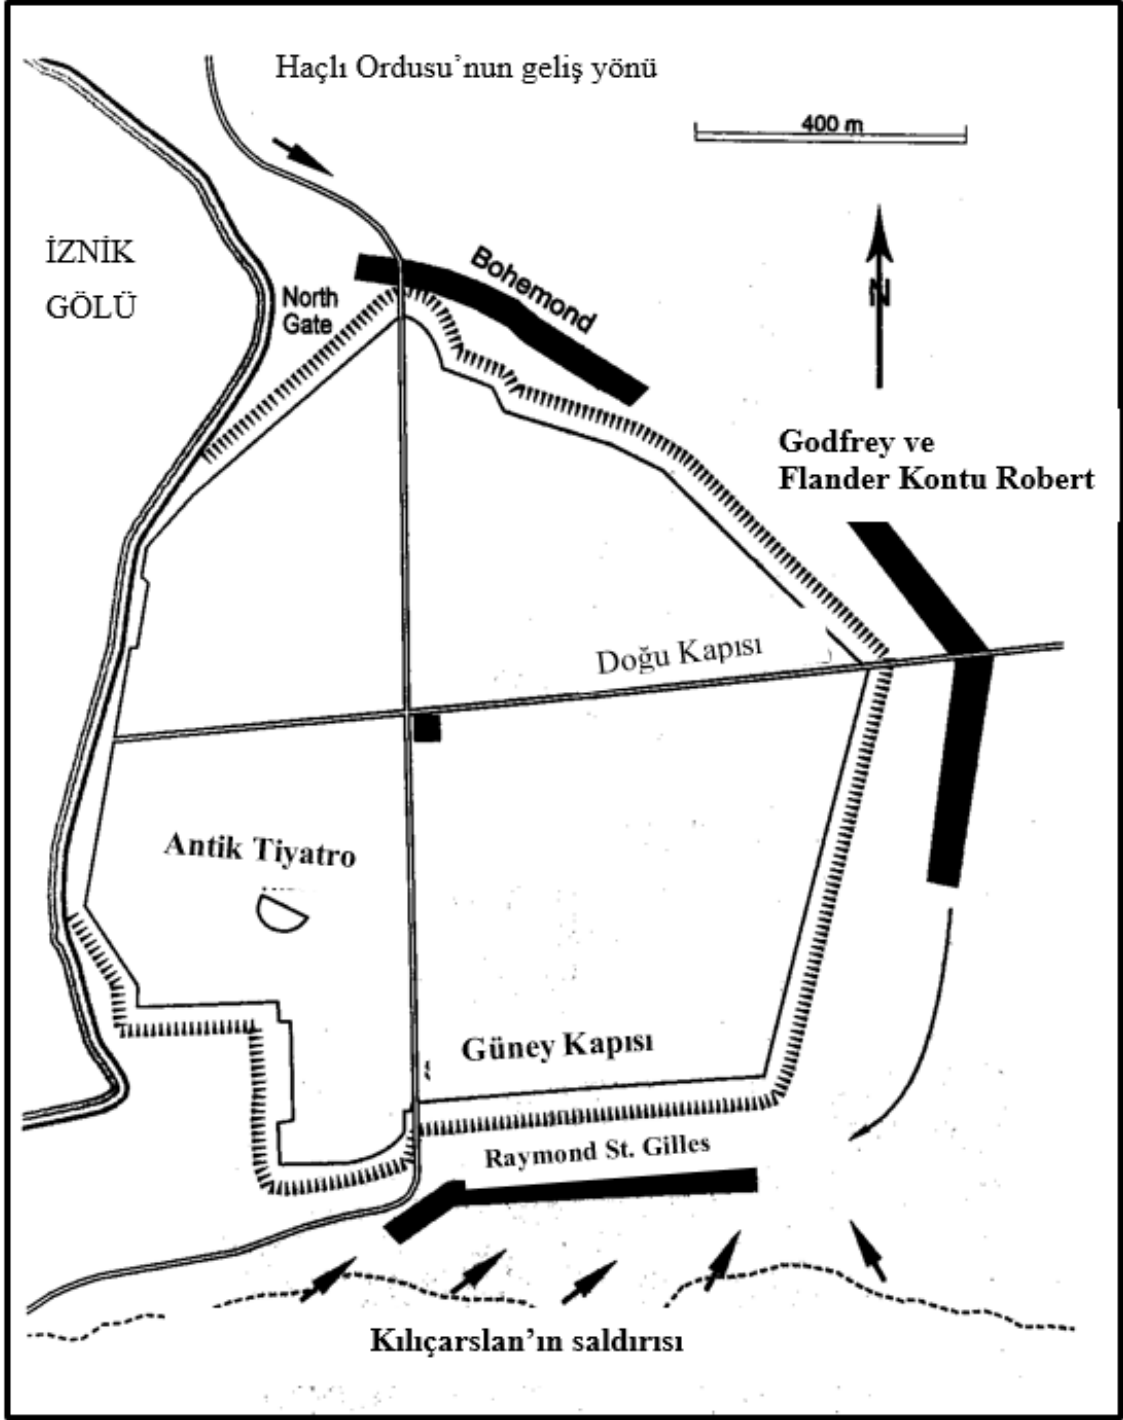 Haçlı Ordusu’nun geliş yönü
400 m
İZNİK
GÖLÜ
North
Gate
Bohemond
N
Godfrey ve
Flander Kontu Robert
Doğu Kapısı
Antik Tiyatro
Güney Kapısı
Raymond St. Gilles
Kılıçarslan’ın saldırısı